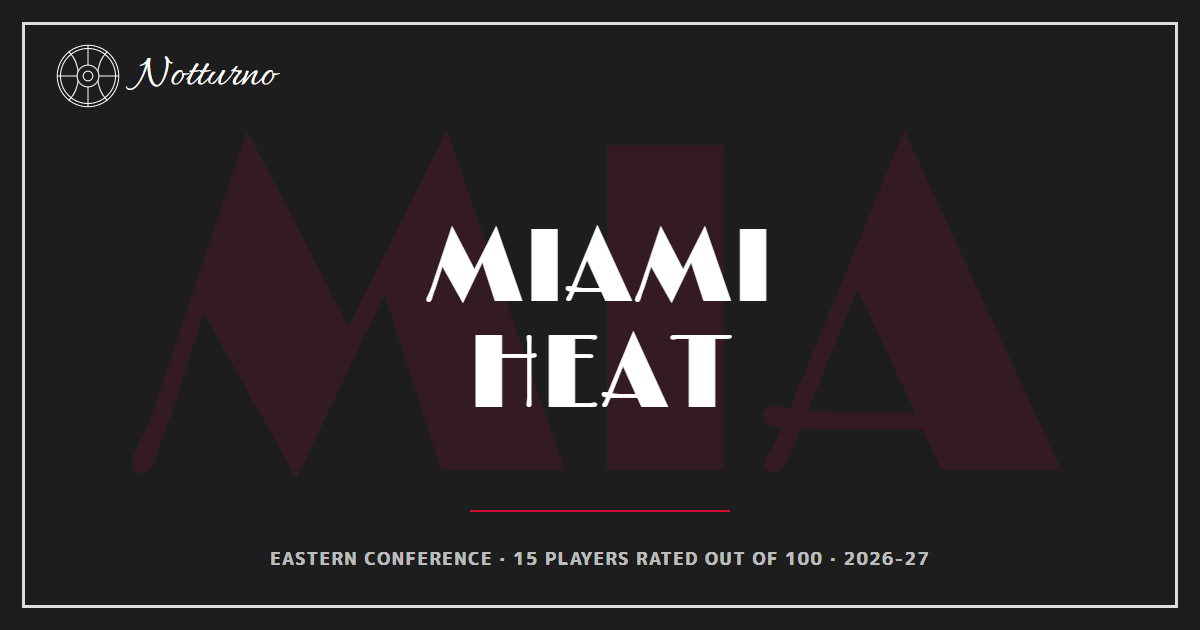 Notturno
MIA
MIAMI
HEAT
EASTERN CONFERENCE · 15 PLAYERS RATED OUT OF 100 · 2026-27